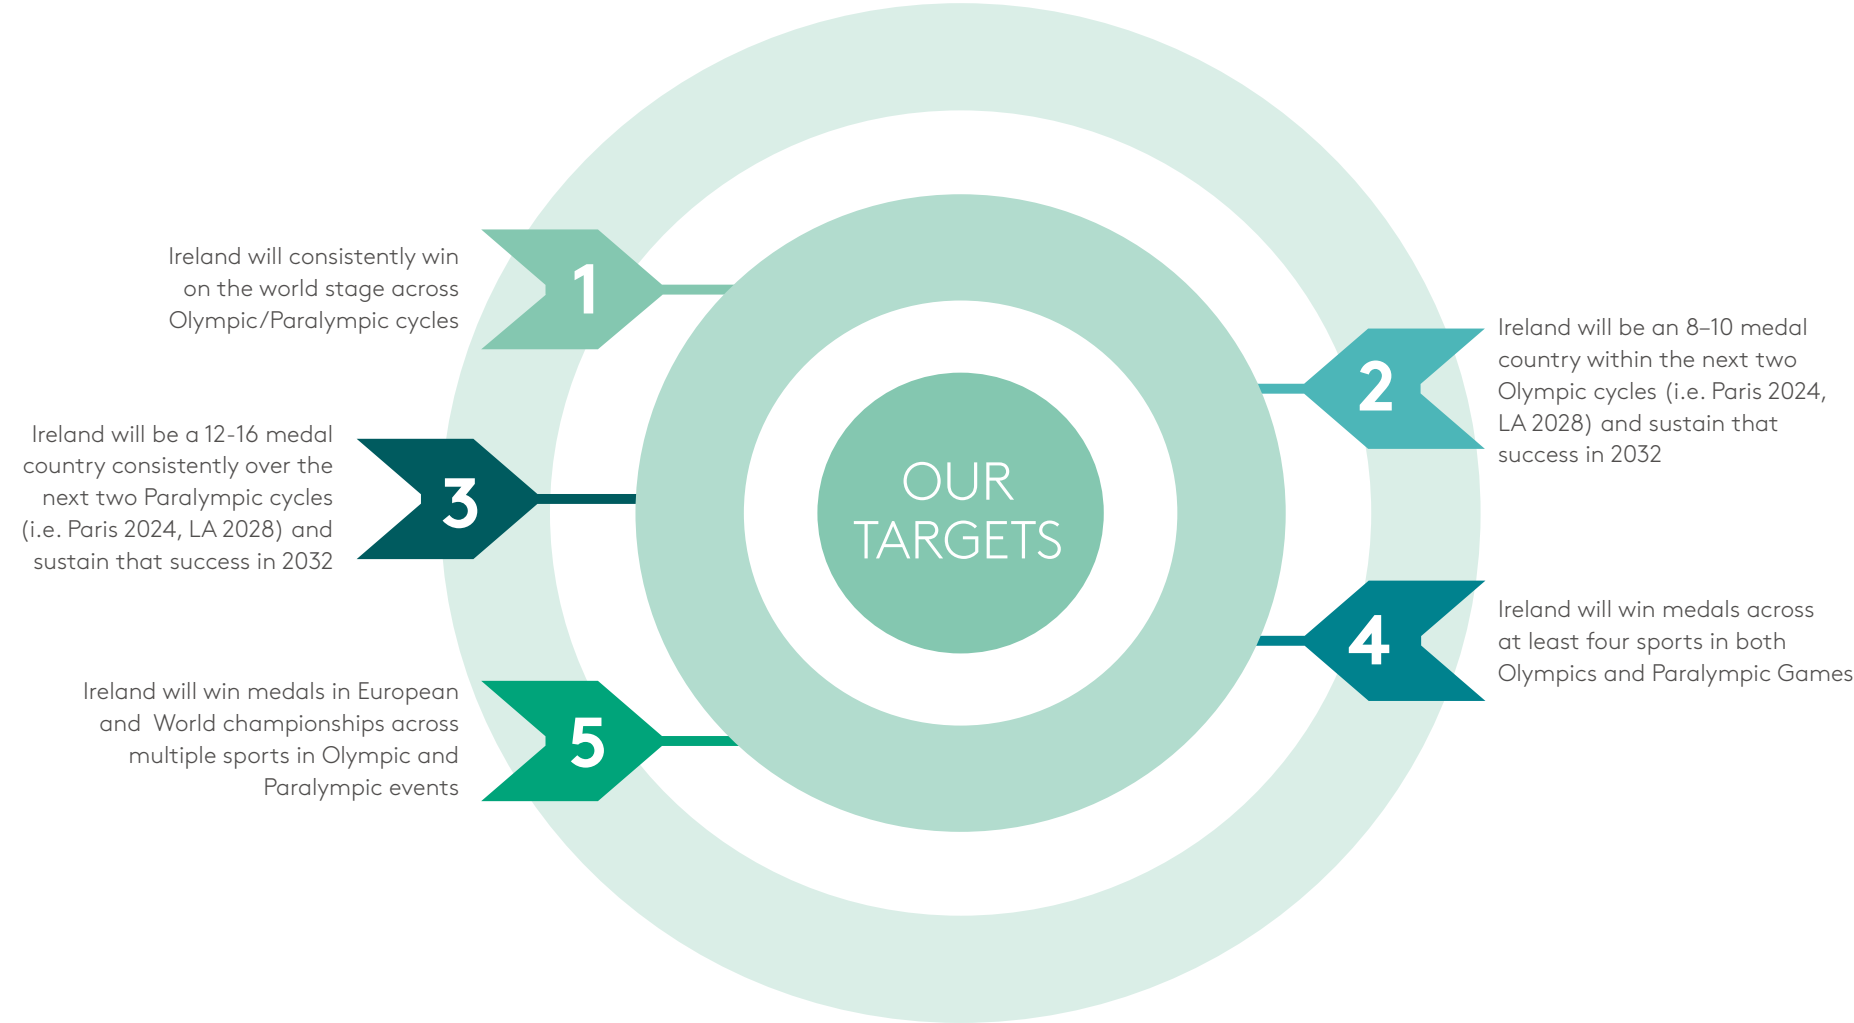 OUR
TARGETS
1
Ireland will consistently win
on the world stage across
Olympic/Paralympic cycles
2
Ireland will be an 8–10 medal
country within the next two
Olympic cycles (i.e. Paris 2024,
LA 2028) and sustain that
success in 2032
3
Ireland will be a 12-16 medal
country consistently over the
next two Paralympic cycles
(i.e. Paris 2024, LA 2028) and
sustain that success in 2032
4
Ireland will win medals across
at least four sports in both
Olympics and Paralympic Games
5
Ireland will win medals in European
and World championships across
multiple sports in Olympic and
Paralympic events